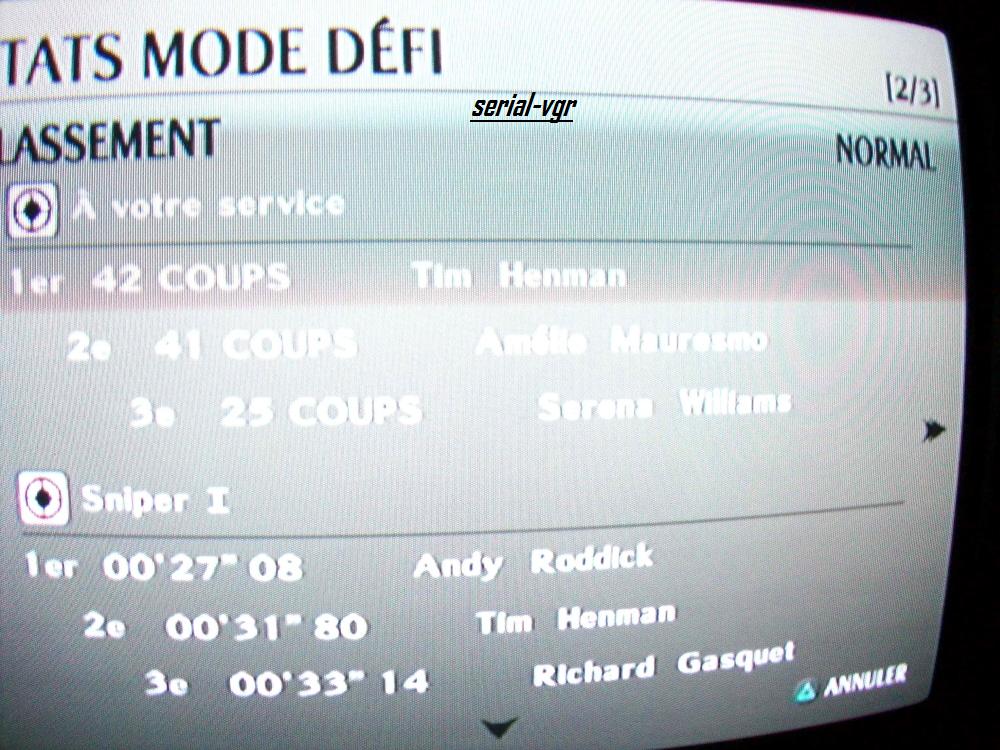 TATS MODE DÉFI
[2/3]
serial-vgr
LASSEMENT
NORMAL
À votre service
1er 42 COUPS Tim Henman
2e 41 COUPS Amélie Mauresmo
3e 25 COUPS Serena Williams
Sniper I
1er 00'27"08 Andy Roddick
2e 00'31"80 Tim Henman
3e 00'33"14 Richard Gasquet
ANNULER